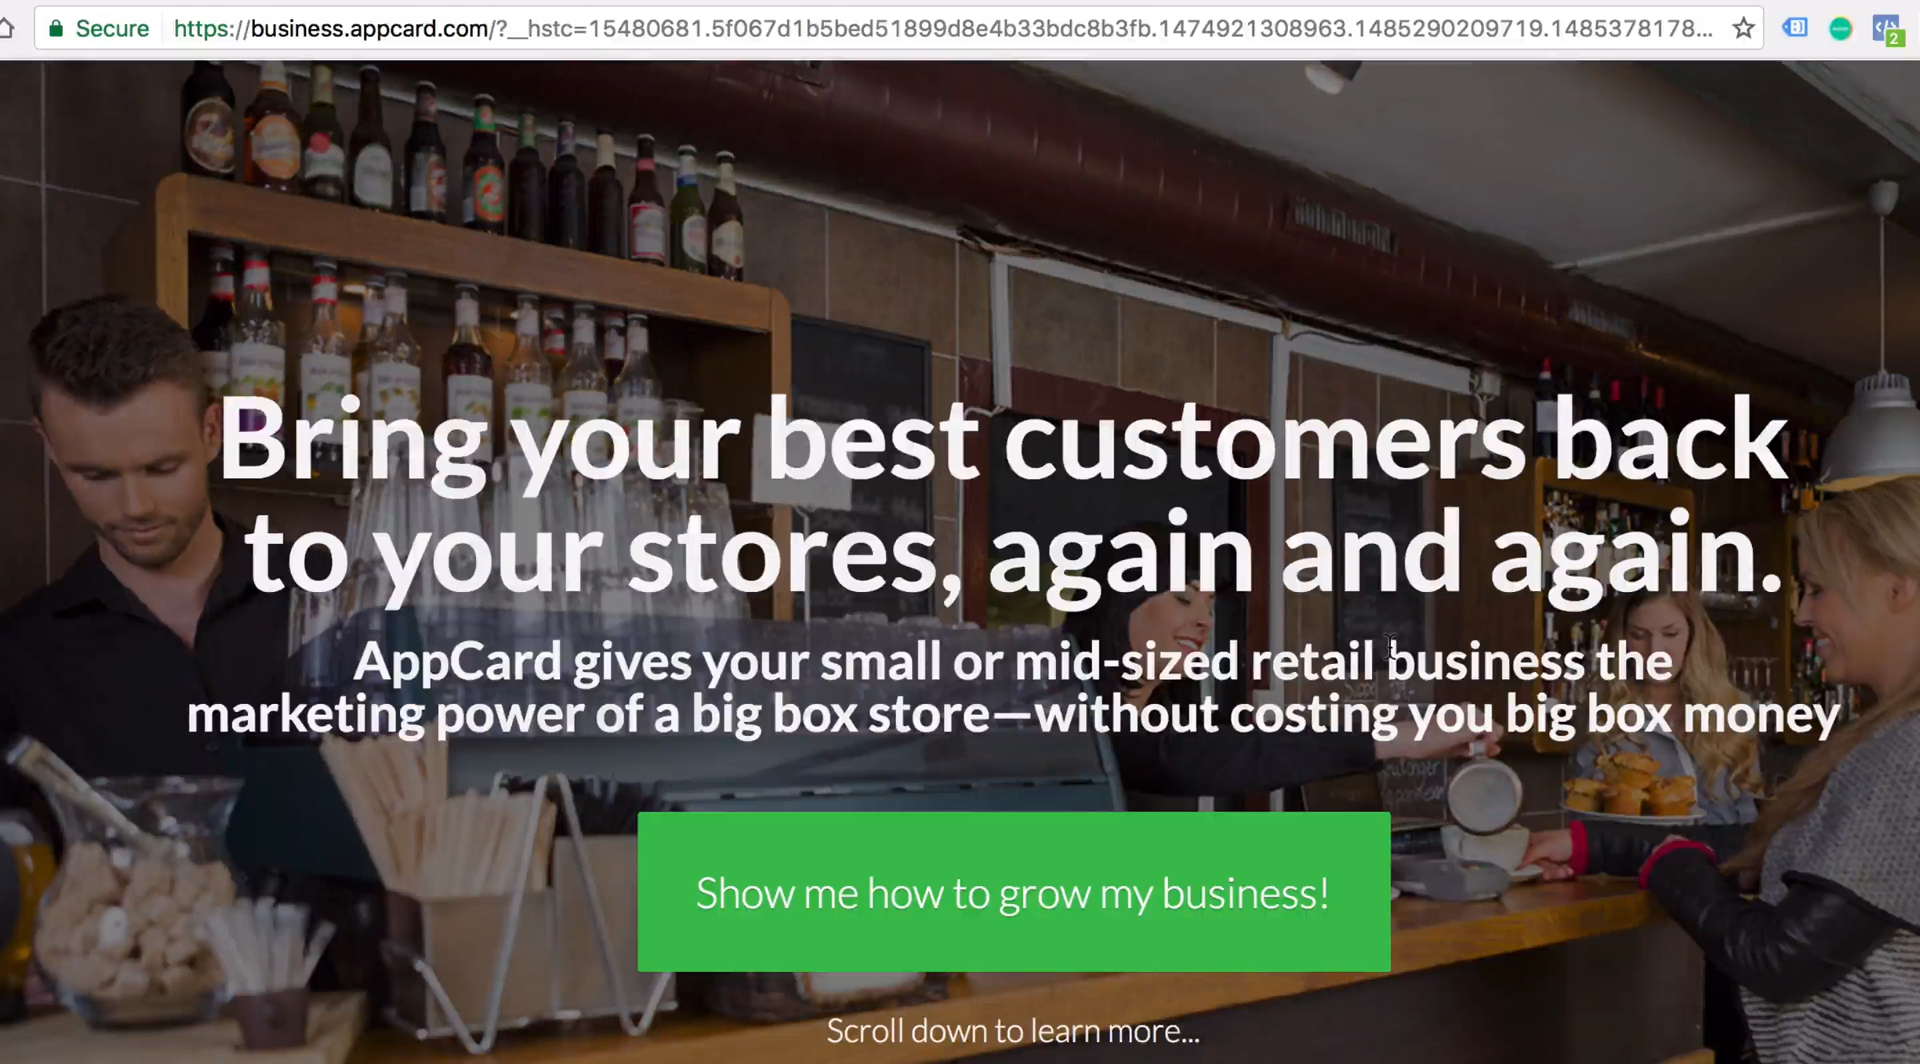 Secure https://business.appcard.com/?__hstc=15480681.5f067d1b5bed51899d8e4b33bdc8b3fb.1474921308963.1485290209719.1485378178...
2
Bring your best customers back
to your stores, again and again.
AppCard gives your small or mid-sized retail business the
marketing power of a big box store—without costing you big box money
Show me how to grow my business!
Scroll down to learn more...